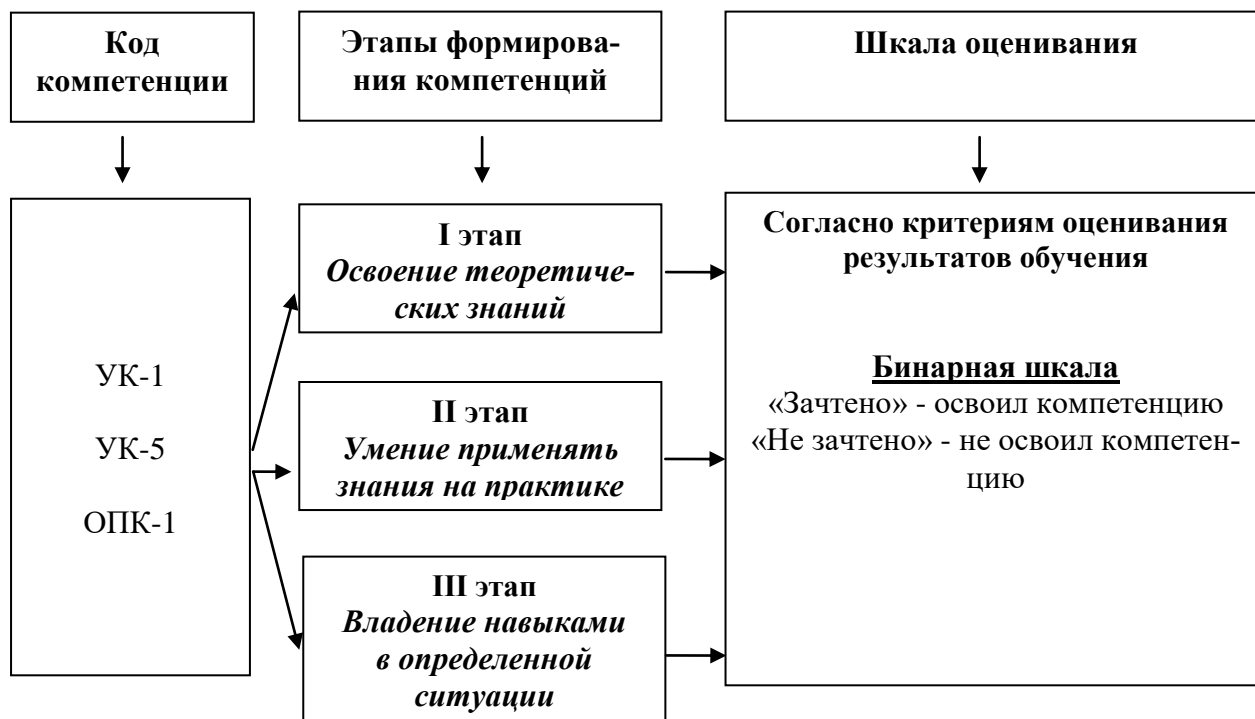 Код
компетенции
Этапы формирова-
ния компетенций
Шкала оценивания
УК-1
УК-5
ОПК-1
I этап
Освоение теоретиче-
ских знаний
II этап
Умение применять
знания на практике
III этап
Владение навыками
в определенной
ситуации
Согласно критериям оценивания
результатов обучения
Бинарная шкала
«Зачтено» - освоил компетенцию
«Не зачтено» - не освоил компетен-
цию